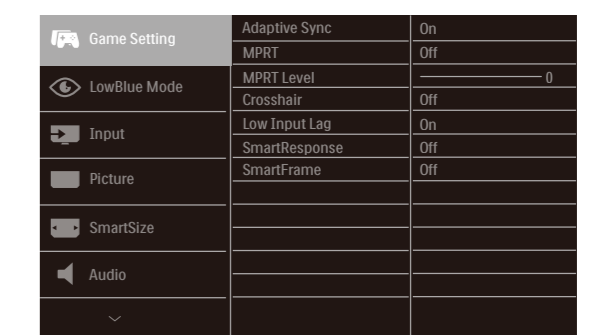 Game Setting
LowBlue Mode
Input
Picture
SmartSize
Audio
Adaptive Sync On
MPRT Off
MPRT Level 0
Crosshair Off
Low Input Lag On
SmartResponse Off
SmartFrame Off